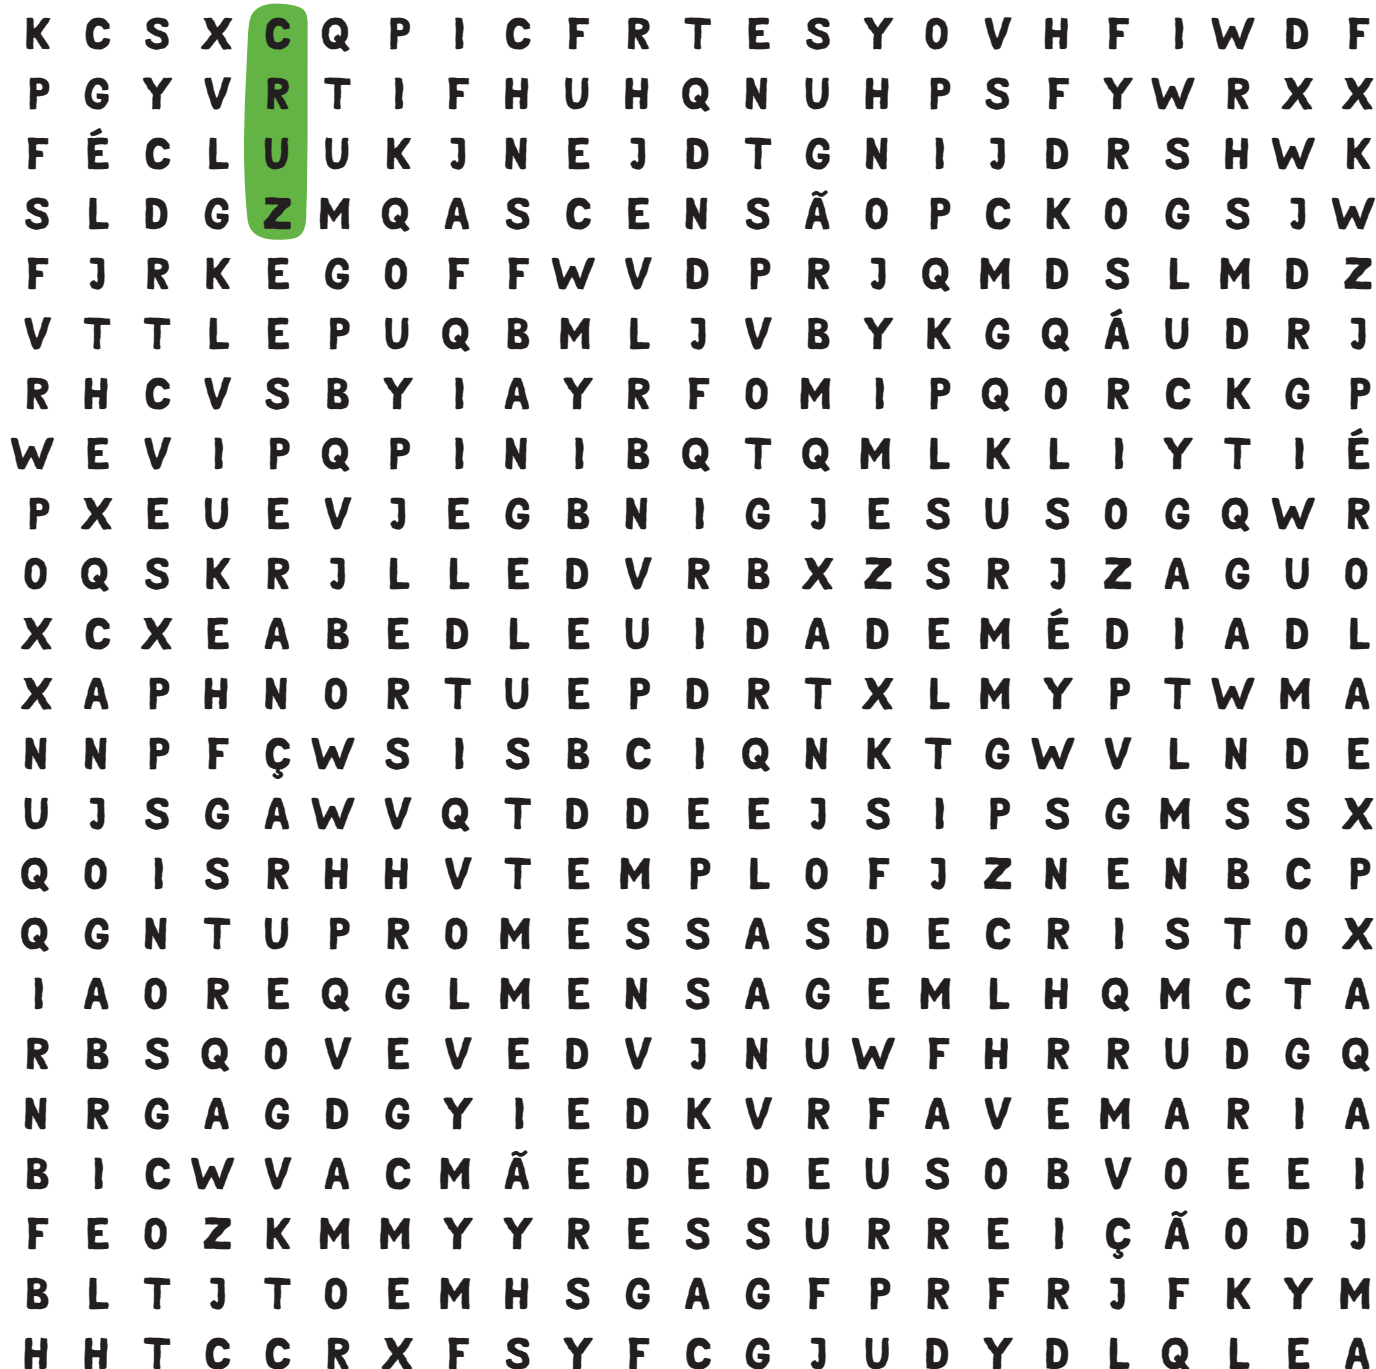 K C S X C Q P I C F R T E S Y O V H F I W D F
P G Y V R T I F H U H Q N U H P S F Y W R X X
F É C L U U K J N E J D T G N I J D R S H W K
S L D G Z M Q A S C E N S Ã O P C K O G S J W
F J R K E G O F F W V D P R J Q M D S L M D Z
V T T L E P U Q B M L J V B Y K G Q Á U D R J
R H C V S B Y I A Y R F O M I P Q O R C K G P
W E V I P Q P I N I B Q T Q M L K L I Y T I É
P X E U E V J E G B N I G J E S U S O G Q W R
O Q S K R J L L E D V R B X Z S R J Z A G U O
X C X E A B E D L E U I D A D E M É D I A D L
X A P H N O R T U E P D R T X L M Y P T W M A
N N P F Ç W S I S B C I Q N K T G W V L N D E
U J S G A W V Q T D D E E J S I P S G M S S X
Q O I S R H H V T E M P L O F J Z N E N B C P
Q G N T U P R O M E S S A S D E C R I S T O X
I A O R E Q G L M E N S A G E M L H Q M C T A
R B S Q O V E V E D V J N U W F H R R U D G Q
N R G A G D G Y I E D K V R F A V E M A R I A
B I C W V A C M Ã E D E D E U S O B V O E E I
F E O Z K M M Y Y R E S S U R R E I Ç Ã O D J
B L T J T O E M H S G A G F P R F R J F K Y M
H H T C C R X F S Y F C G J U D Y D L Q L E A